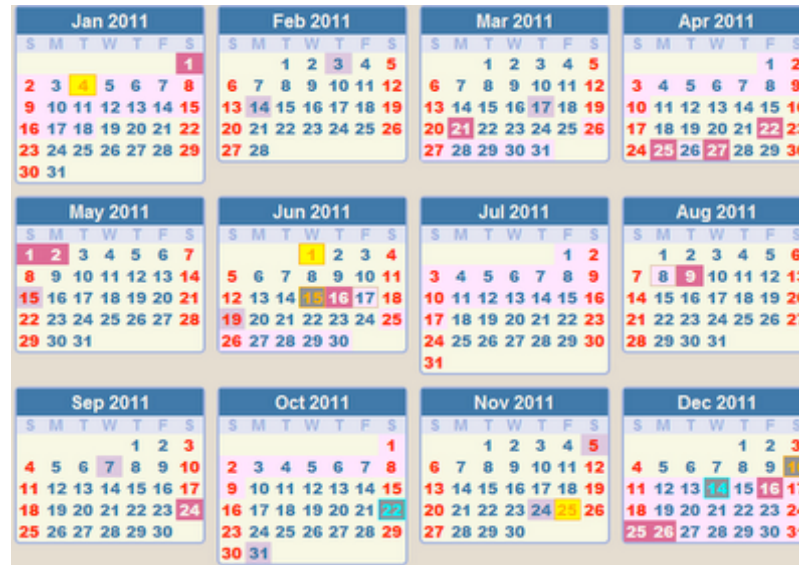 Jan 2011
S M T W T F S
1
2 3 4 5 6 7 8
9 10 11 12 13 14 15
16 17 18 19 20 21 22
23 24 25 26 27 28 29
30 31
Feb 2011
S M T W T F S
1 2 3 4 5
6 7 8 9 10 11 12
13 14 15 16 17 18 19
20 21 22 23 24 25 26
27 28
Mar 2011
S M T W T F S
1 2 3 4 5
6 7 8 9 10 11 12
13 14 15 16 17 18 19
20 21 22 23 24 25 26
27 28 29 30 31
Apr 2011
S M T W T F S
1 2
3 4 5 6 7 8 9
10 11 12 13 14 15
17 18 19 20 21 22
24 25 26 27 28 29
May 2011
S M T W T F S
1 2 3 4 5 6 7
8 9 10 11 12 13 14
15 16 17 18 19 20 21
22 23 24 25 26 27 28
29 30 31
Jun 2011
S M T W T F S
1 2 3 4
5 6 7 8 9 10 11
12 13 14 15 16 17 18
19 20 21 22 23 24 25
26 27 28 29 30
Jul 2011
S M T W T F S
1 2
3 4 5 6 7 8 9
10 11 12 13 14 15 16
17 18 19 20 21 22 23
24 25 26 27 28 29 30
31
Aug 2011
S M T W T F S
1 2 3 4 5 6
7 8 9 10 11 12
14 15 16 17 18 19
21 22 23 24 25 26
28 29 30 31
Sep 2011
S M T W T F S
1 2 3
4 5 6 7 8 9 10
11 12 13 14 15 16 17
18 19 20 21 22 23 24
25 26 27 28 29 30
Oct 2011
S M T W T F S
1
2 3 4 5 6 7 8
9 10 11 12 13 14 15
16 17 18 19 20 21 22
23 24 25 26 27 28 29
30 31
Nov 2011
S M T W T F S
1 2 3 4 5
6 7 8 9 10 11 12
13 14 15 16 17 18 19
20 21 22 23 24 25 26
27 28 29 30
Dec 2011
S M T W T F S
1 2 3
4 5 6 7 8 9
11 12 13 14 15 16
18 19 20 21 22 23
25 26 27 28 29 30